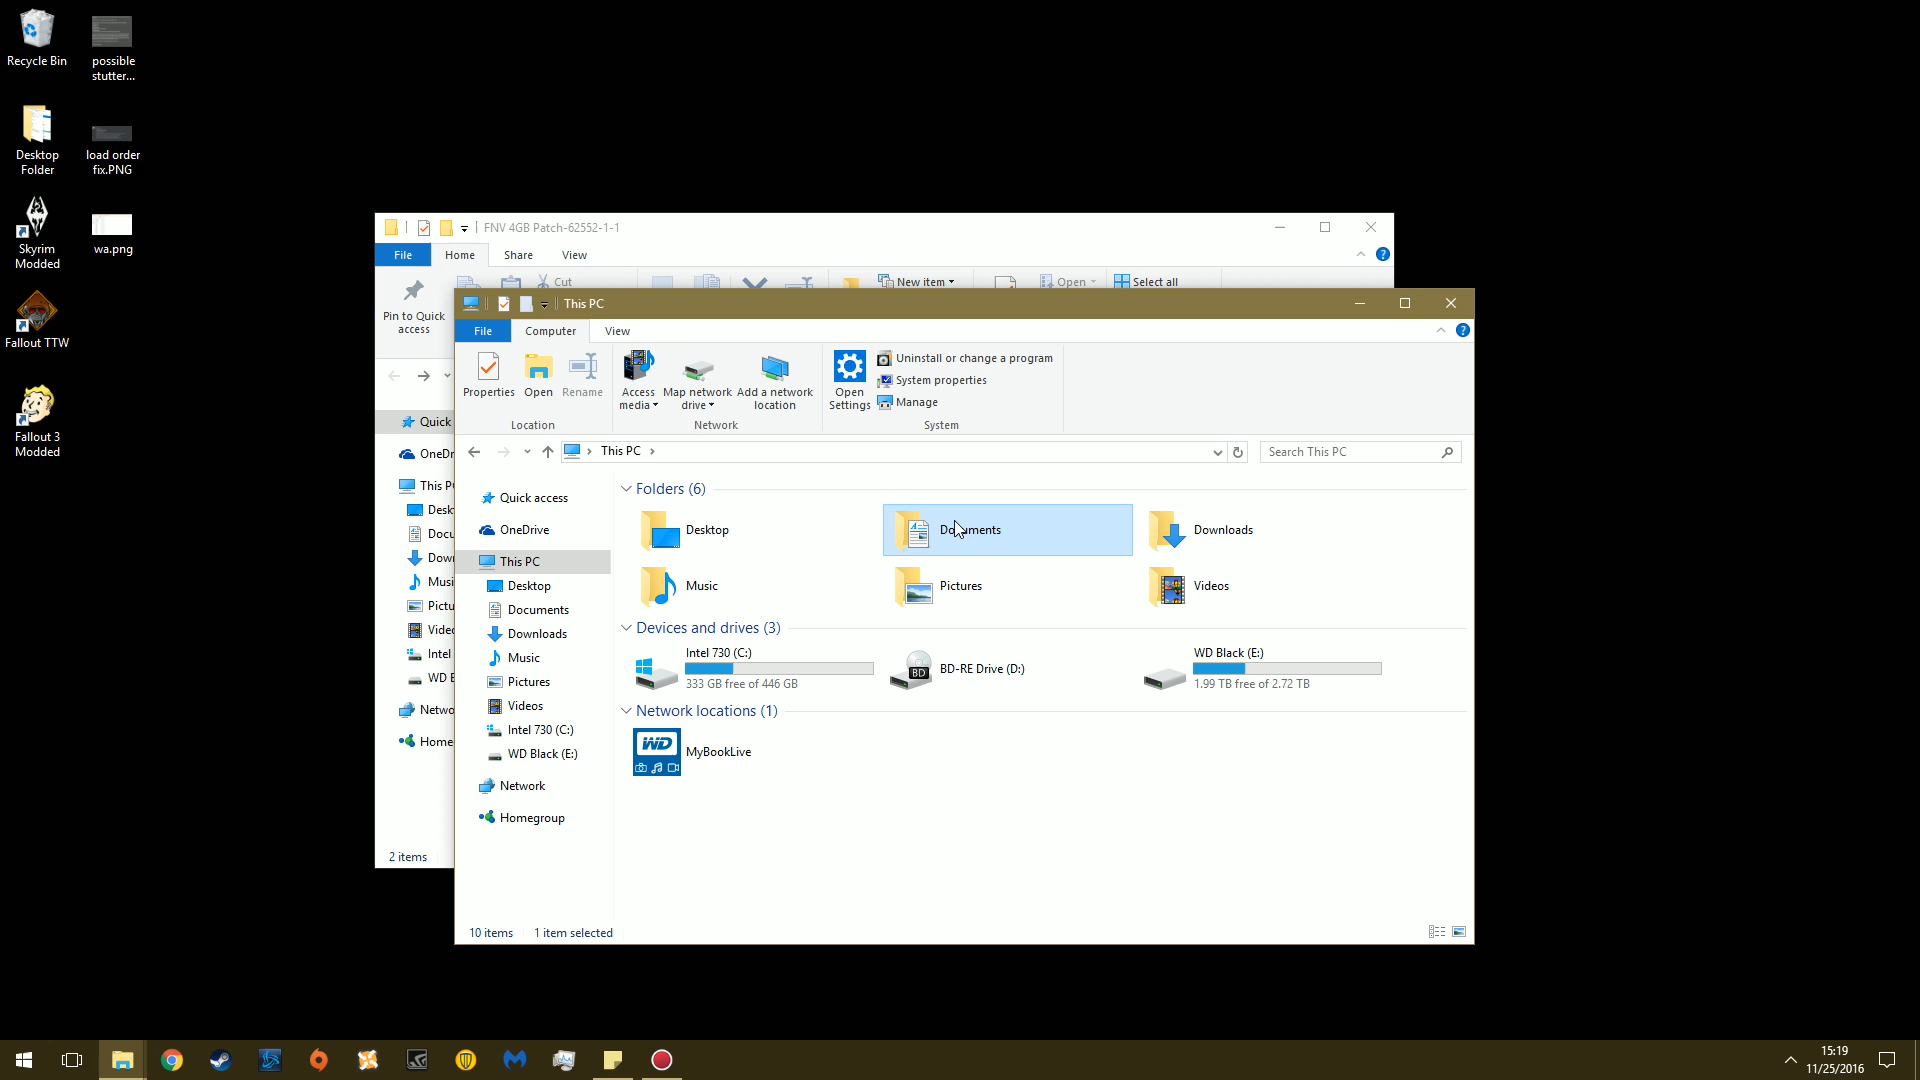 Recycle Bin
possible
stutter...
Desktop
Folder
load order
fix.PNG
Skyrim
Modded
wa.png
Fallout TTW
Fallout 3
Modded
FNV 4GB Patch-62552-1-1
File
Home
Share
View
Cut
New item
Open
Select all
Pin to Quick
access
Quick
OneDr
This P
Desk
Docu
Dow
Musi
Pictu
Video
Intel
WD B
Netwo
Home
2 items
This PC
File
Computer
View
Properties
Open
Rename
Location
Access
media
Map network
drive
Add a network
location
Network
Open
Settings
Uninstall or change a program
System properties
Manage
System
This PC
Search This PC
Quick access
OneDrive
This PC
Desktop
Documents
Downloads
Music
Pictures
Videos
Intel 730 (C:)
WD Black (E:)
Network
Homegroup
Folders (6)
Desktop
Documents
Downloads
Music
Pictures
Videos
Devices and drives (3)
Intel 730 (C:)
333 GB free of 446 GB
BD
BD-RE Drive (D:)
WD Black (E:)
1.99 TB free of 2.72 TB
Network locations (1)
WD
MyBookLive
10 items
1 item selected
15:19
11/25/2016